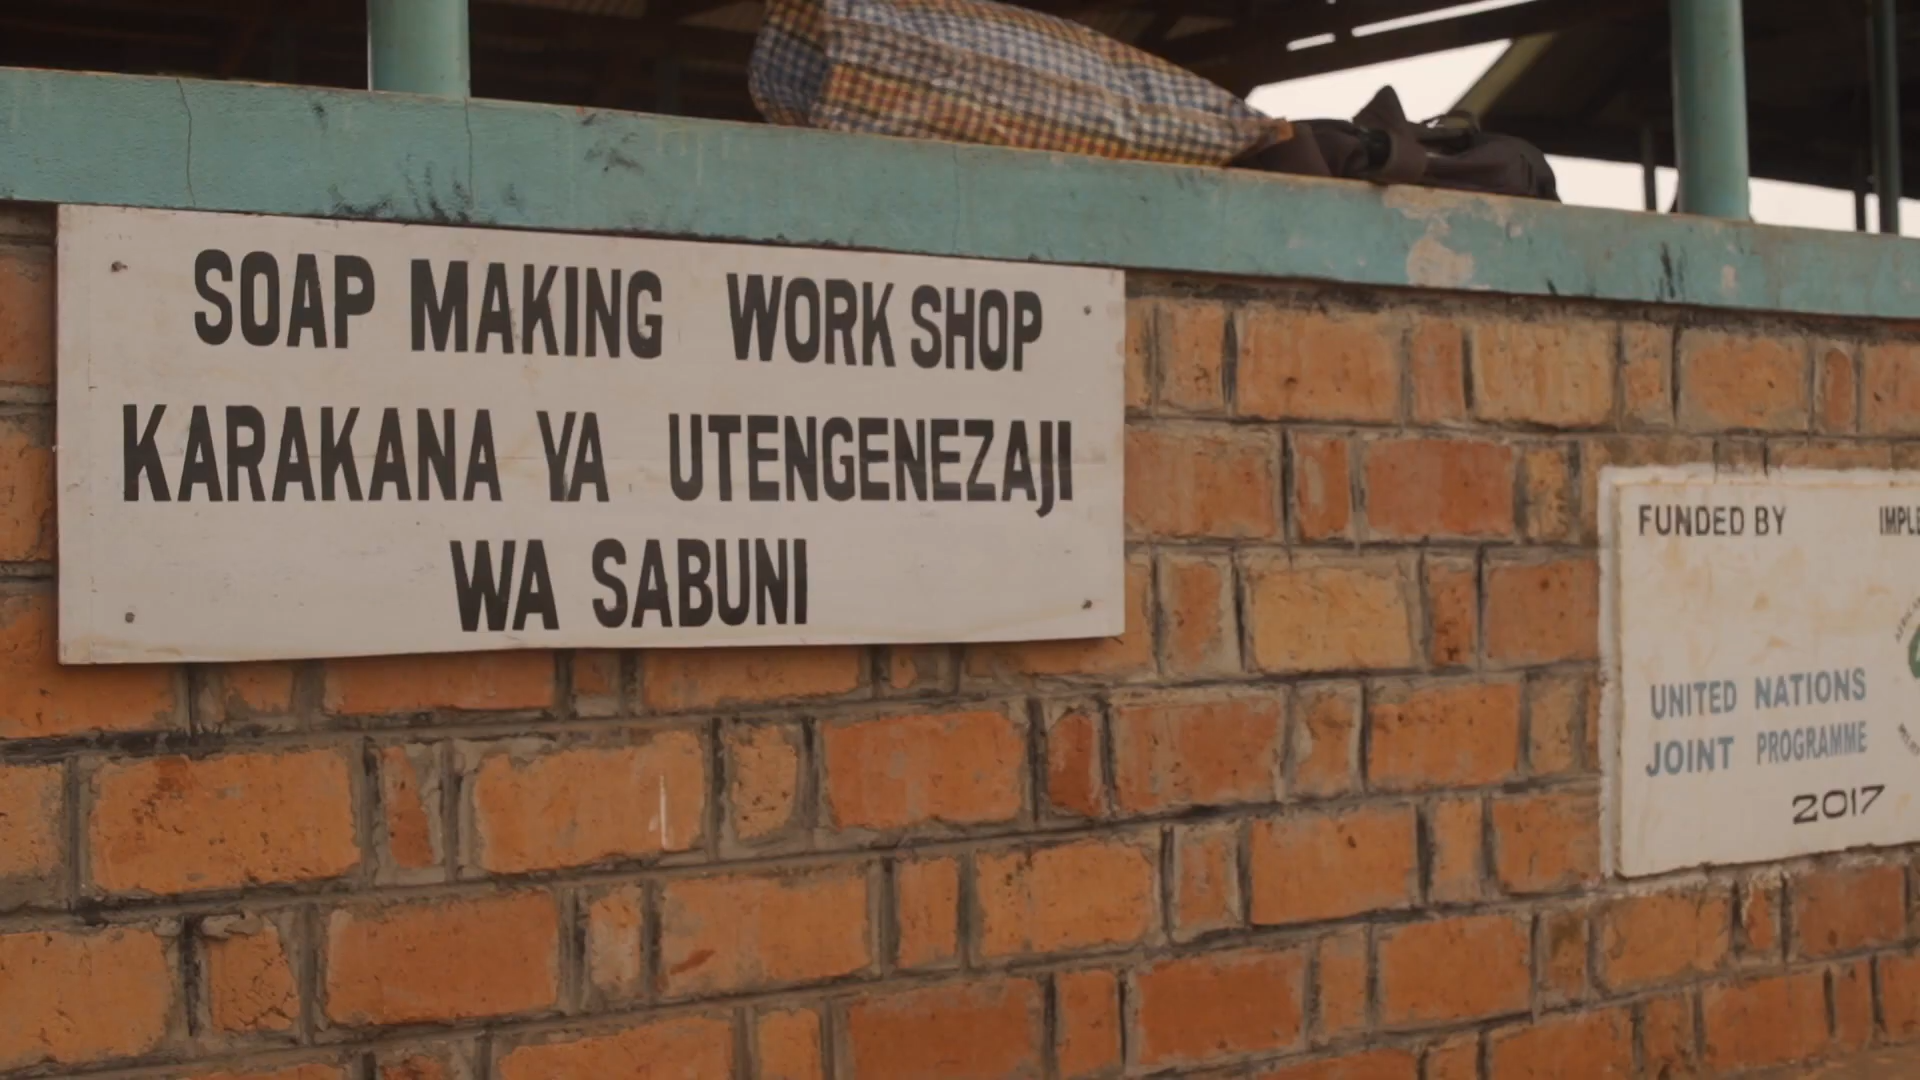 SOAP MAKING WORK SHOP
KARAKANA YA UTENGENEZAJI
WA SABUNI
FUNDED BY
UNITED NATIONS
JOINT PROGRAMME
2017